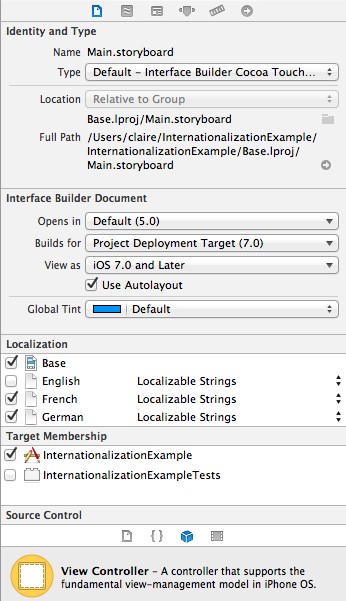 Identity and Type
Name Main.storyboard
Type Default - Interface Builder Cocoa Touch...
Location Relative to Group
Base.lproj/Main.storyboard
Full Path /Users/claire/InternationalizationExample/
InternationalizationExample/Base.lproj/
Main.storyboard
Interface Builder Document
Opens in Default (5.0)
Builds for Project Deployment Target (7.0)
View as iOS 7.0 and Later
Use Autolayout
Global Tint Default
Localization
Base
English Localizable Strings
French Localizable Strings
German Localizable Strings
Target Membership
InternationalizationExample
InternationalizationExampleTests
Source Control
{ }
View Controller - A controller that supports the
fundamental view-management model in iPhone OS.